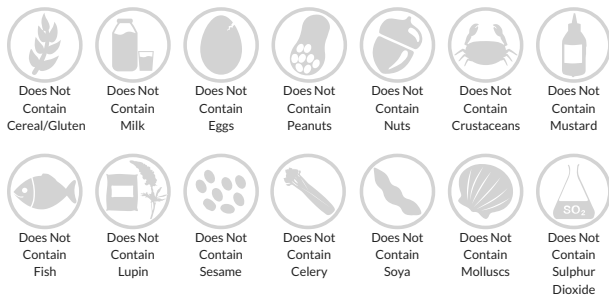 Does Not
Contain
Cereal/Gluten
Does Not
Contain
Milk
Does Not
Contain
Eggs
Does Not
Contain
Peanuts
Does Not
Contain
Nuts
Does Not
Contain
Crustaceans
Does Not
Contain
Mustard
SO₂
Does Not
Contain
Fish
Does Not
Contain
Lupin
Does Not
Contain
Sesame
Does Not
Contain
Celery
Does Not
Contain
Soya
Does Not
Contain
Molluscs
Does Not
Contain
Sulphur
Dioxide